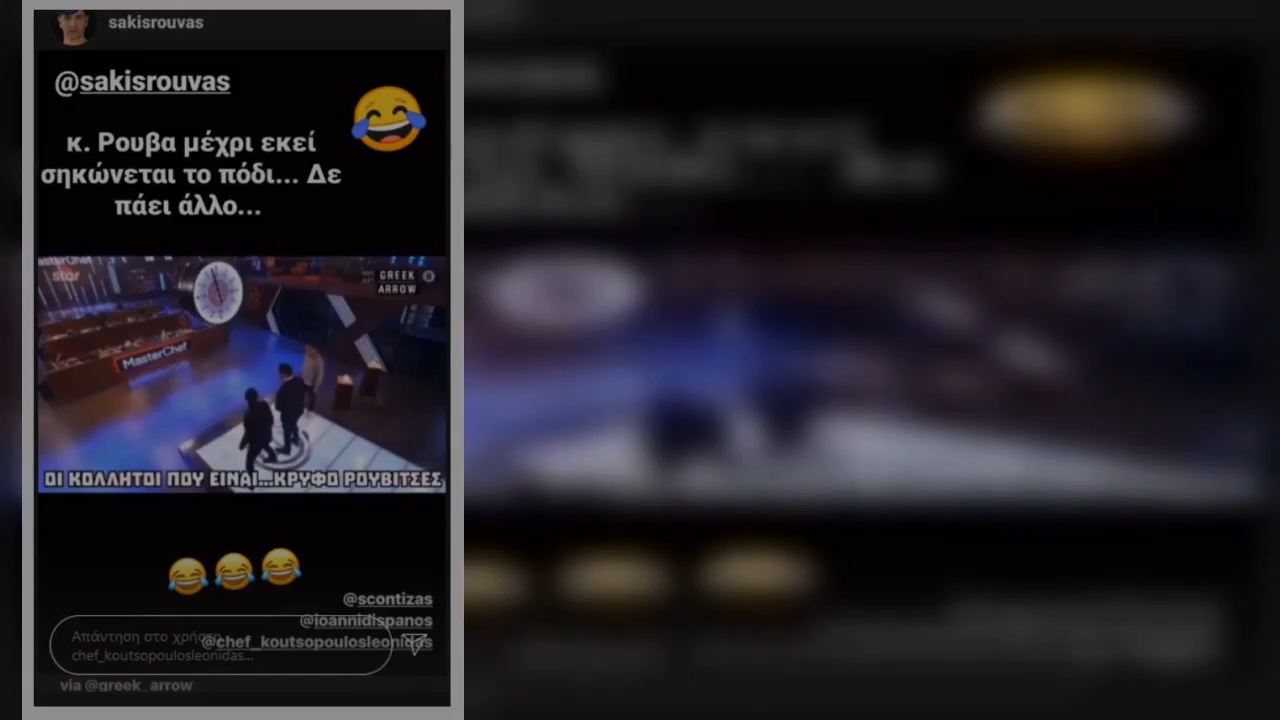 sakisrouvas
@sakisrouvas
κ. Ρουβα μέχρι εκεί
σηκώνεται το πόδι... Δε
πάει άλλο...
star
GREEK
ARROW
MasterChef
ΟΙ ΚΟΛΛΗΤΟΙ ΠΟΥ ΕΙΝΑΙ...ΚΡΥΦΟ ΡΟΥΒΙΤΣΕΣ
@scontizas
@ioannidispanos
@chef_koutsopoulosleonidas
Απάντηση στο χρήστη
chef_koutsopoulosleonidas...
via @greek_arrow